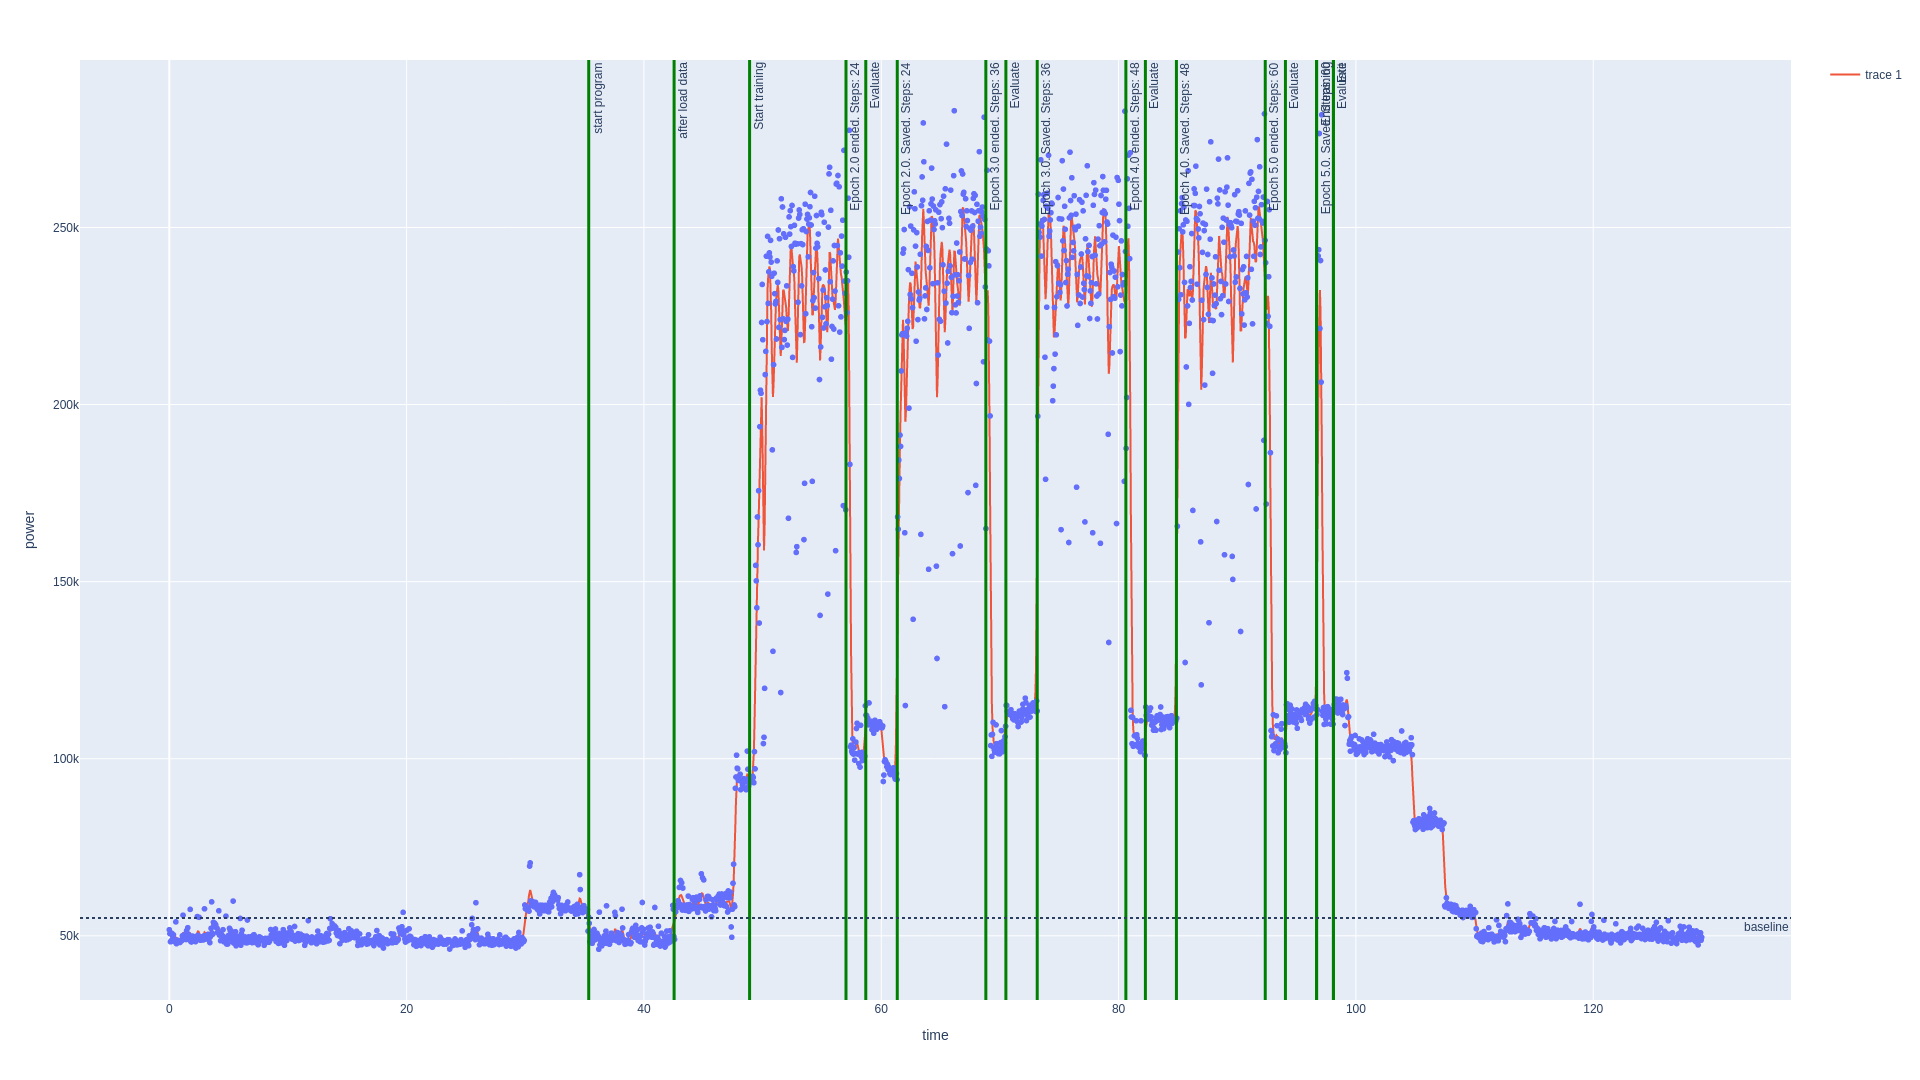 start program
after load data
Start training
Epoch 2.0 ended. Steps: 24
Evaluate
Epoch 2.0. Saved. Steps: 24
Epoch 3.0 ended. Steps: 36
Evaluate
Epoch 3.0. Saved. Steps: 36
Epoch 4.0 ended. Steps: 48
Evaluate
Epoch 4.0. Saved. Steps: 48
Epoch 5.0 ended. Steps: 60
Evaluate
Epoch 5.0. Saved.
Evaluate
Exit
trace 1
250k
200k
150k
100k
50k
power
baseline
0
20
40
60
80
100
120
time